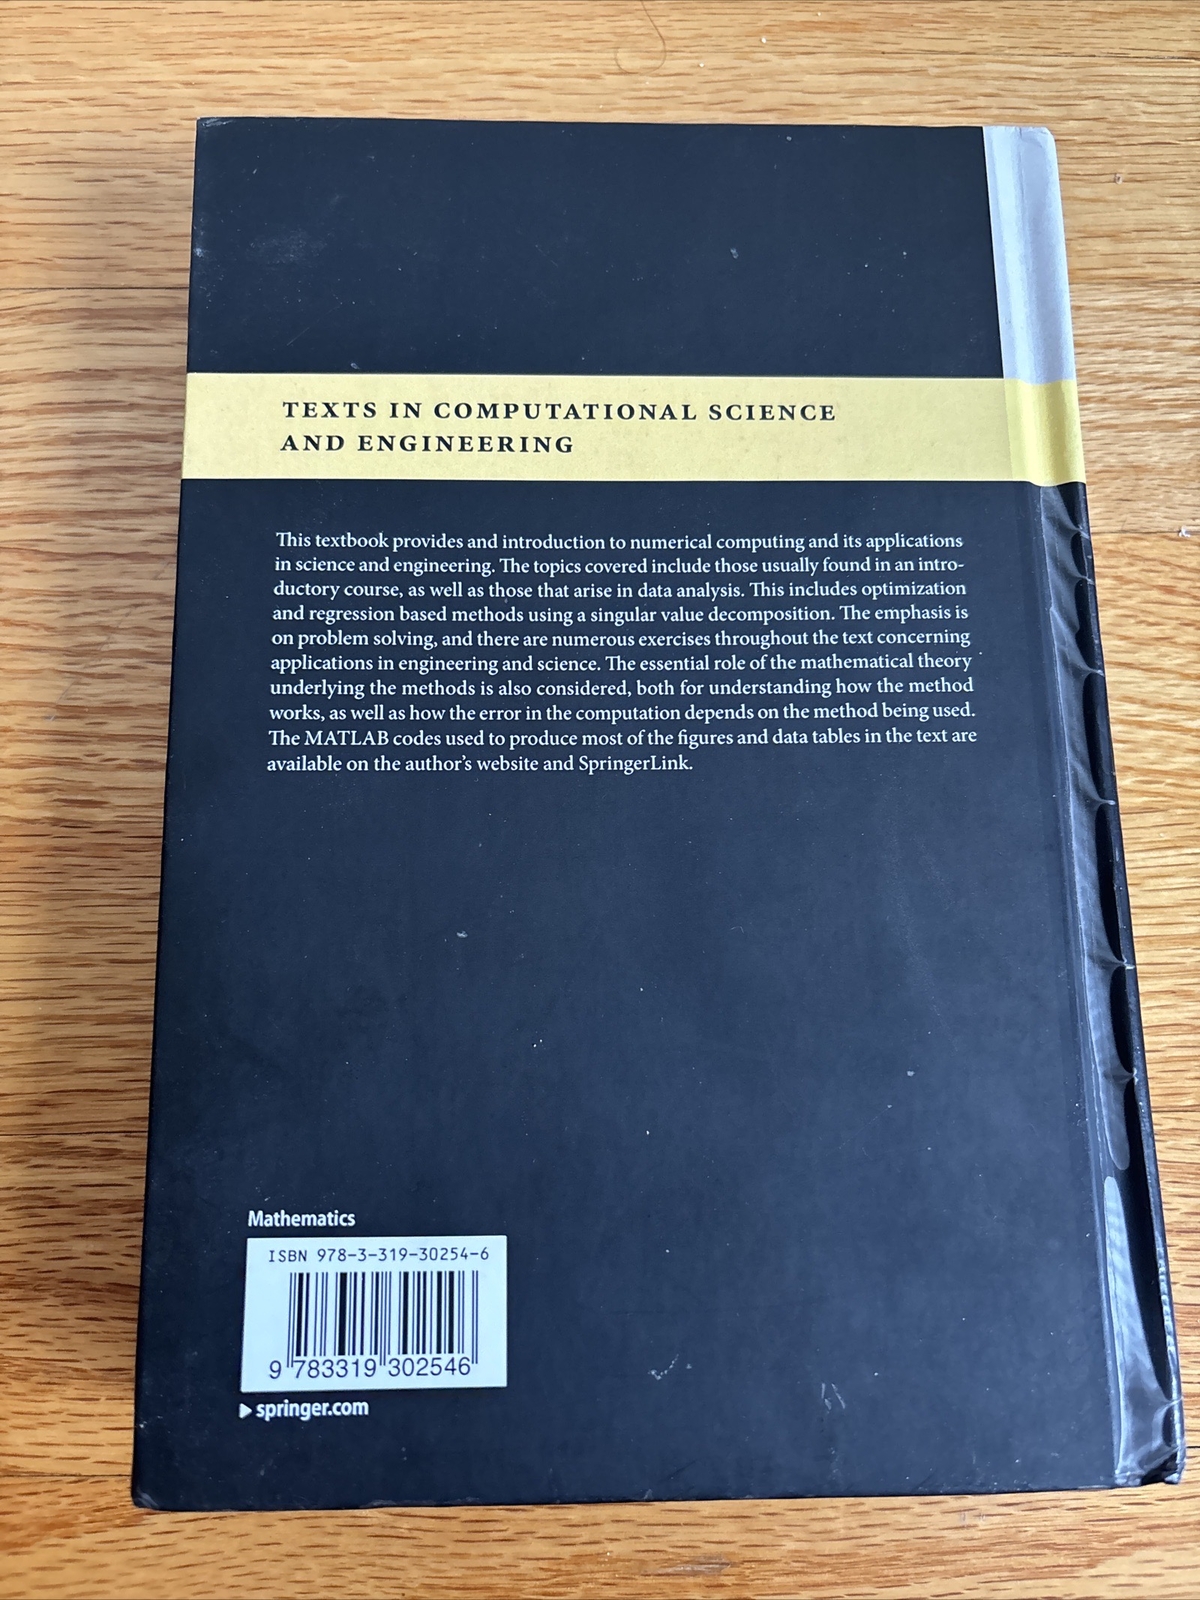 TEXTS IN COMPUTATIONAL SCIENCE
AND ENGINEERING
This textbook provides and introduction to numerical computing and its applications
in science and engineering. The topics covered include those usually found in an intro-
ductory course, as well as those that arise in data analysis. This includes optimization
and regression based methods using a singular value decomposition. The emphasis is
on problem solving, and there are numerous exercises throughout the text concerning
applications in engineering and science. The essential role of the mathematical theory
underlying the methods is also considered, both for understanding how the method
works, as well as how the error in the computation depends on the method being used.
The MATLAB codes used to produce most of the figures and data tables in the text are
available on the author's website and SpringerLink.
Mathematics
ISBN 978-3-319-30254-6
9 783319 302546
springer.com